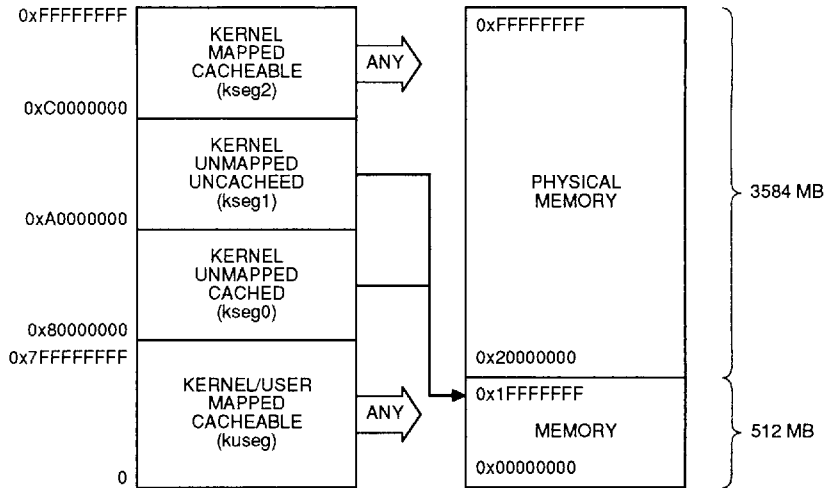 0xFFFFFFFF
KERNEL
MAPPED
CACHEABLE
(kseg2)
ANY
0xC0000000
KERNEL
UNMAPPED
UNCACHEED
(kseg1)
0xA0000000
KERNEL
UNMAPPED
CACHED
(kseg0)
0x80000000
0x7FFFFFFFF
KERNEL/USER
MAPPED
CACHEABLE
(kuseg)
ANY
0
0xFFFFFFFF
PHYSICAL
MEMORY
0x20000000
3584 MB
0x1FFFFFFF
MEMORY
0x00000000
512 MB